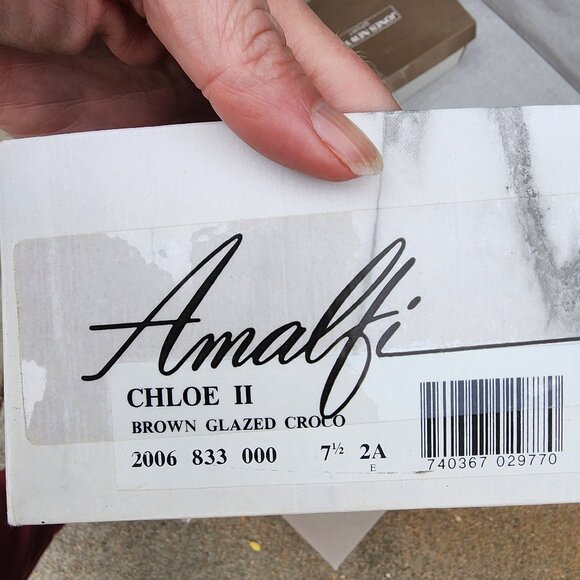 Amalfi
CHLOE II
BROWN GLAZED CROCO
2006 833 000 7½ 2A
E
740367 029770